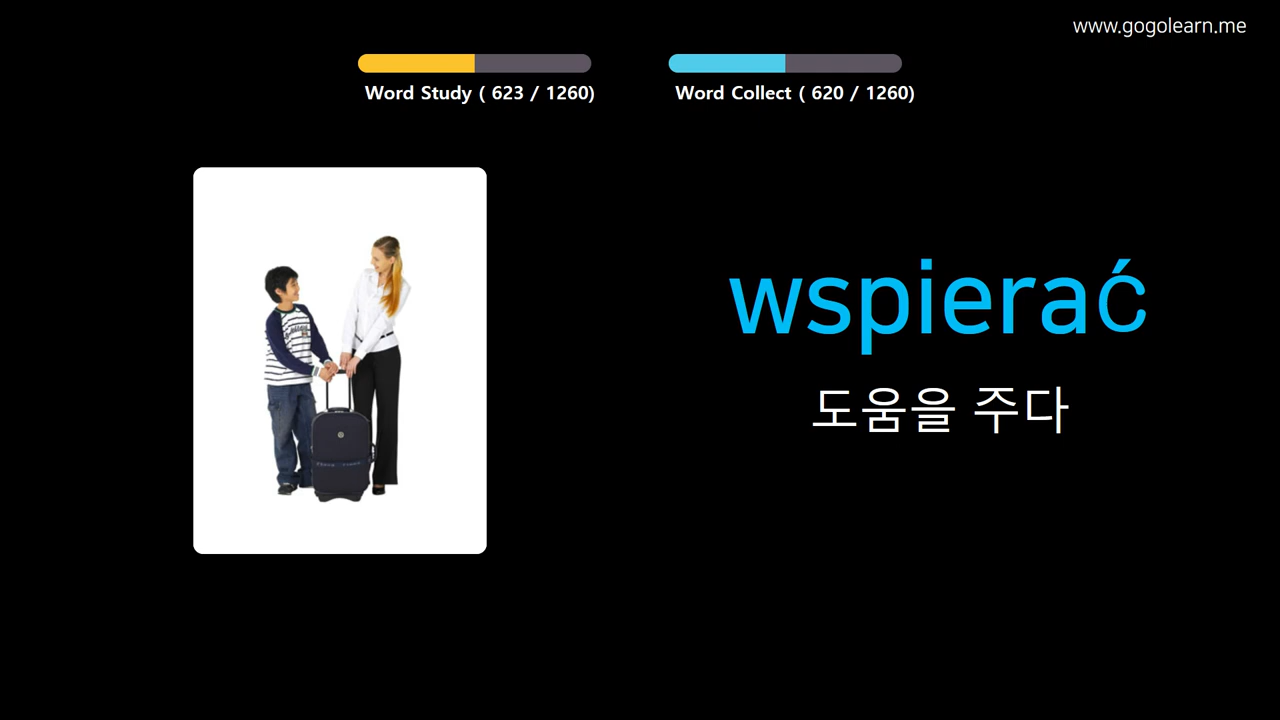 www.gogolearn.me
Word Study ( 623 / 1260)
Word Collect ( 620 / 1260)
wspierać
도움을 주다